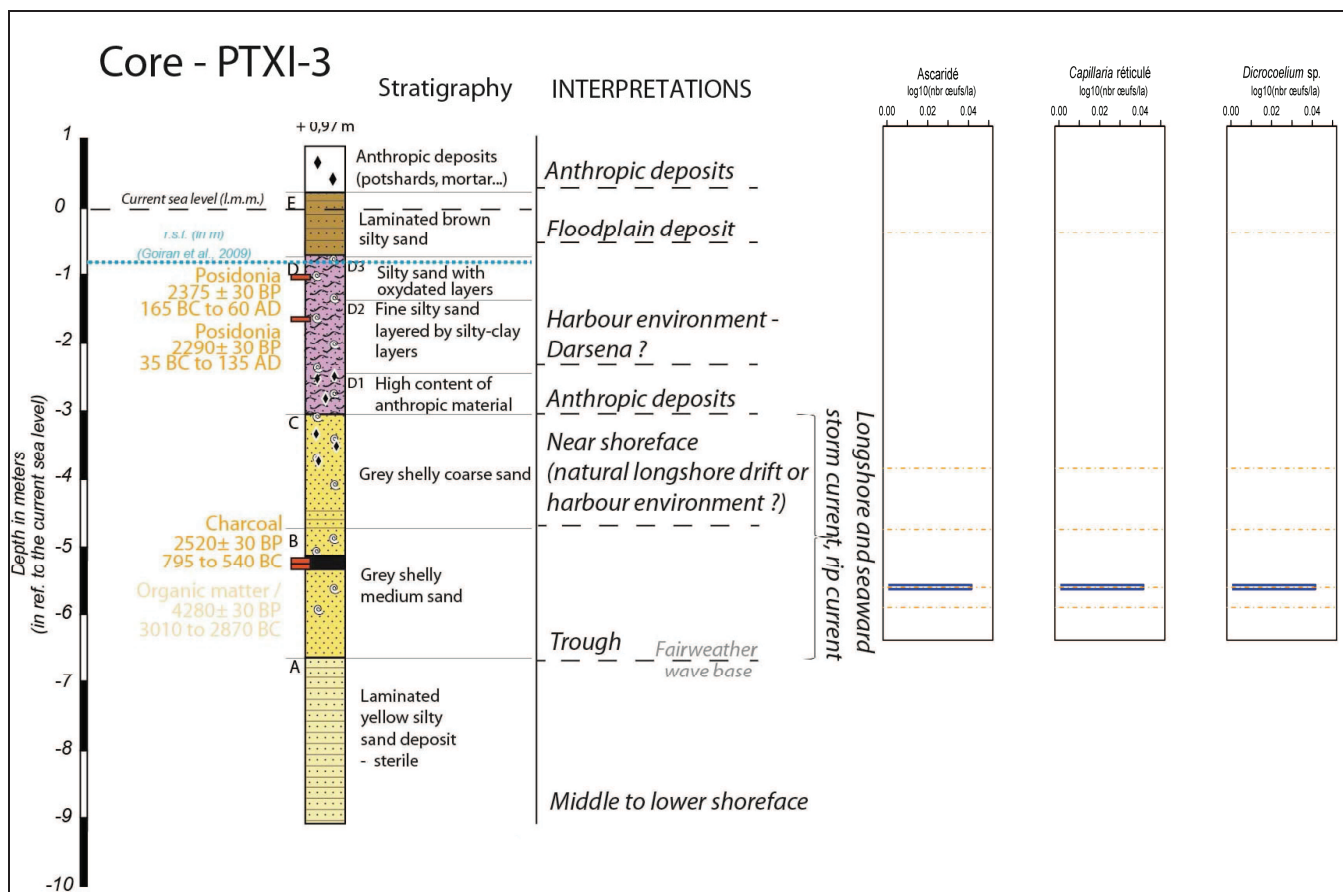 Core - PTXI-3
Stratigraphy
INTERPRETATIONS
+ 0,97 m
1
0
-1
-2
-3
-4
-5
-6
-7
-8
-9
-10
Depth in meters
(in ref. to the current sea level)
Current sea level (l.m.m.)
r.s.l. (in m)
(Goiran et al., 2009)
Posidonia
2375 ± 30 BP
165 BC to 60 AD
Posidonia
2290± 30 BP
35 BC to 135 AD
Charcoal
2520± 30 BP
795 to 540 BC
Organic matter /
4280± 30 BP
3010 to 2870 BC
E
D
D3
D2
D1
C
B
A
Anthropic deposits
(potshards, mortar...)
Laminated brown
silty sand
Silty sand with
oxydated layers
Fine silty sand
layered by silty-clay
layers
High content of
anthropic material
Grey shelly coarse sand
Grey shelly
medium sand
Laminated
yellow silty
sand deposit
- sterile
Anthropic deposits
Floodplain deposit
Harbour environment -
Darsena ?
Anthropic deposits
Near shoreface
(natural longshore drift or
harbour environment ?)
Trough
Fairweather
wave base
Middle to lower shoreface
Longshore and seaward
storm current, rip current
Ascaridé
log10(nbr œufs/la)
0.00 0.02 0.04
Capillaria réticulé
log10(nbr œufs/la)
0.00 0.02 0.04
Dicrocoelium sp.
log10(nbr œufs/la)
0.00 0.02 0.04